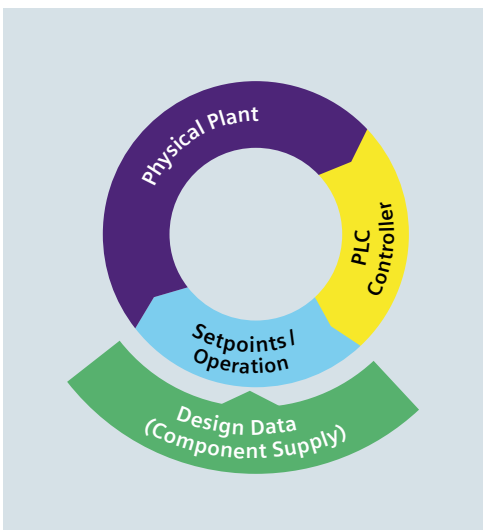 Physical Plant
PLC
Controller
Setpoints/
Operation
Design Data
(Component Supply)